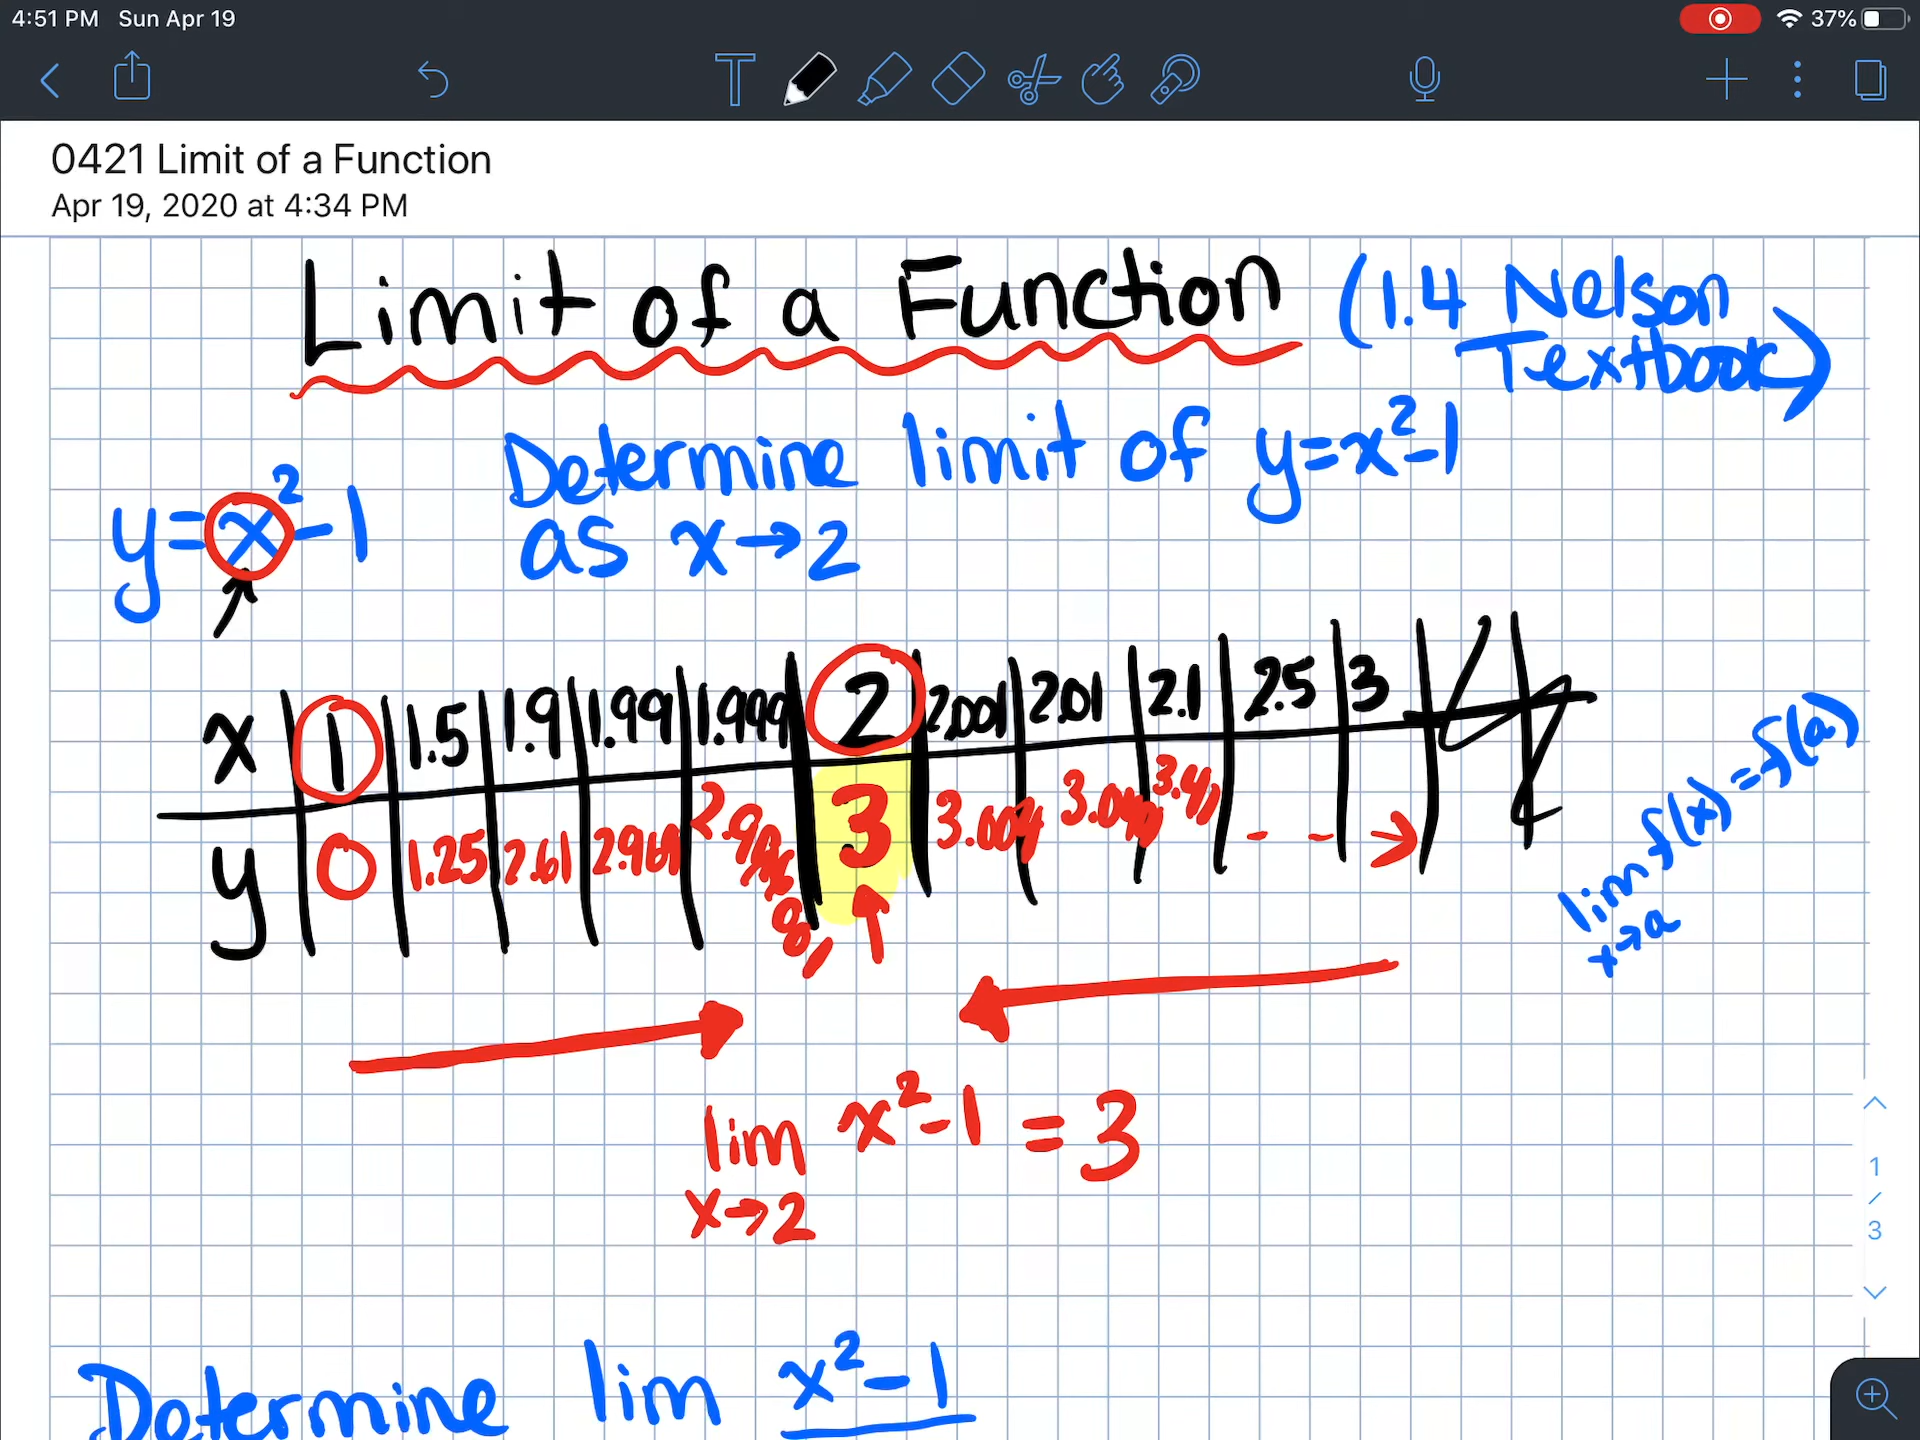 4:51 PM Sun Apr 19
37%
0421 Limit of a Function
Apr 19, 2020 at 4:34 PM
Limit of a Function (1.4 Nelson
Textbook)
Determine limit of y=x²-1
as x→2
y=x²-1
x 1 1.5 1.9 1.99 1.999 2 2.001 2.01 2.1 2.5 3
y 0 1.25 2.61 2.961 3 3.004 3.41 - - →
lim f(x) = f(a)
x→a
lim x²-1 = 3
x→2
1
/
3
Determine lim x²-1